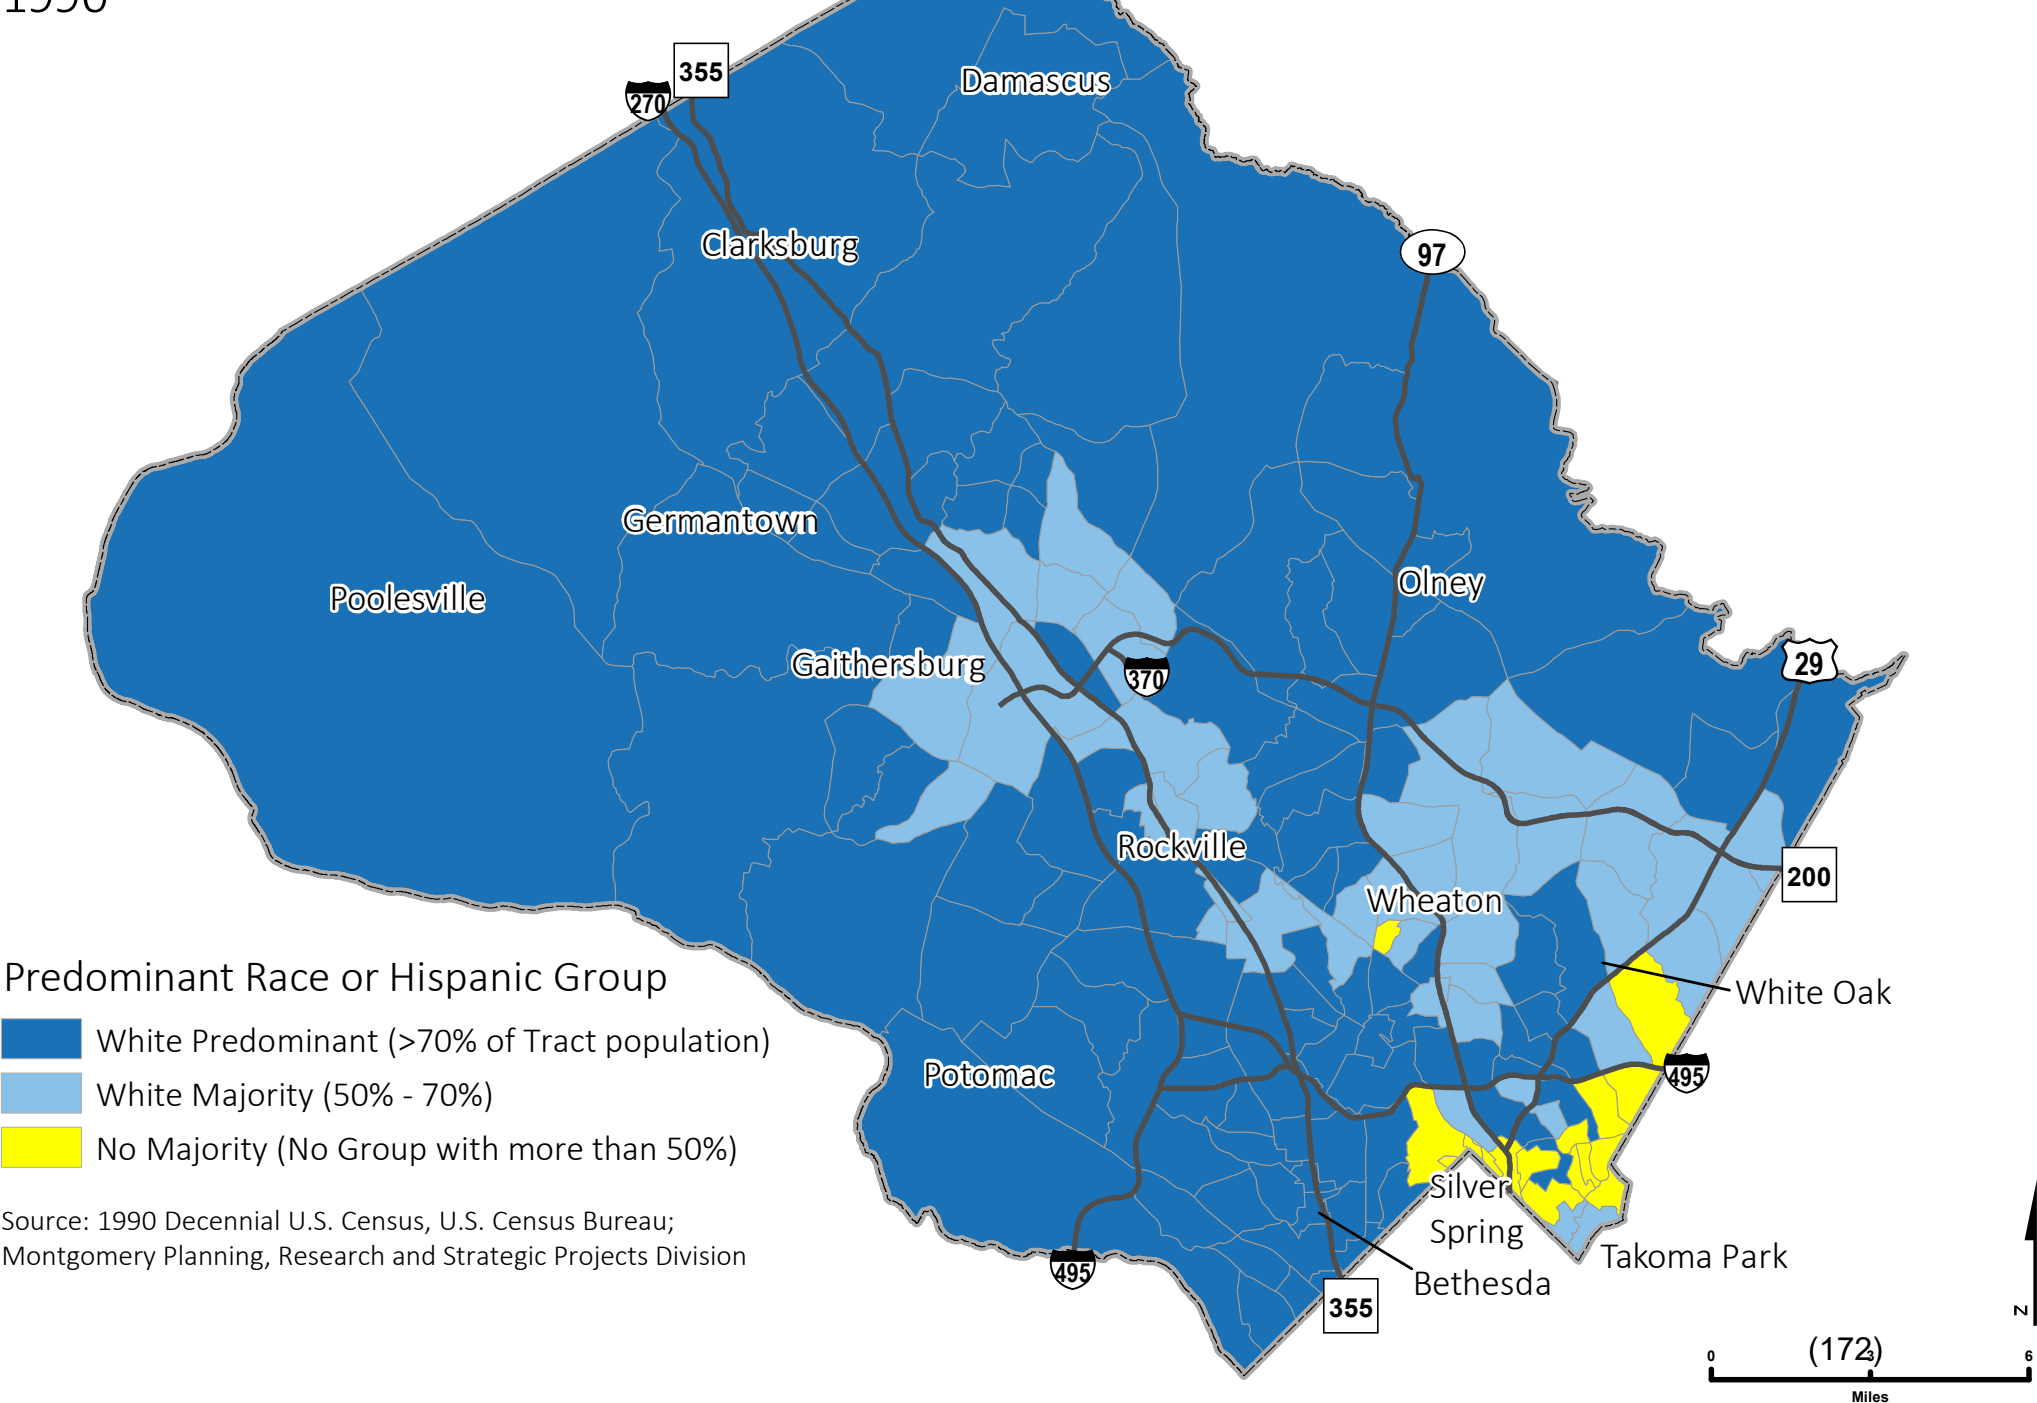 1990
355
270
Damascus
Clarksburg
97
Germantown
Olney
Poolesville
Gaithersburg
370
29
Rockville
200
Wheaton
Predominant Race or Hispanic Group
White Oak
White Predominant (>70% of Tract population)
Potomac
495
White Majority (50% - 70%)
No Majority (No Group with more than 50%)
Silver
Spring
Source: 1990 Decennial U.S. Census, U.S. Census Bureau;
Montgomery Planning, Research and Strategic Projects Division
Takoma Park
495
Bethesda
355
N
(172)
0 3 6
Miles